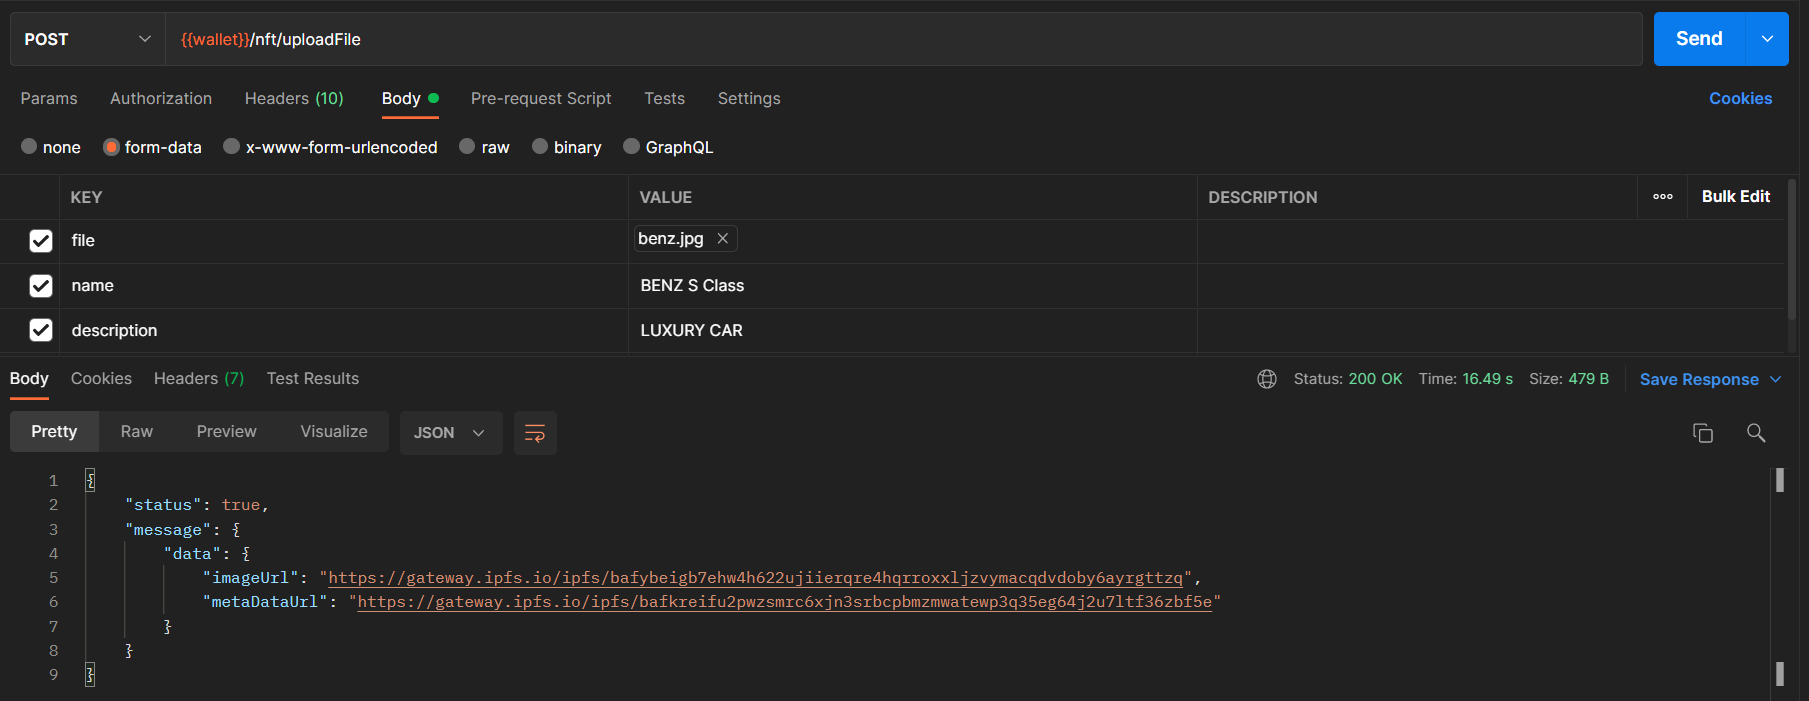 POST {{wallet}}/nft/uploadFile Send
Params Authorization Headers (10) Body Pre-request Script Tests Settings Cookies
none form-data x-www-form-urlencoded raw binary GraphQL
KEY VALUE DESCRIPTION Bulk Edit
file benz.jpg
name BENZ S Class
description LUXURY CAR
Body Cookies Headers (7) Test Results Status: 200 OK Time: 16.49 s Size: 479 B Save Response
Pretty Raw Preview Visualize JSON
1 {
2 "status": true,
3 "message": {
4 "data": {
5 "imageUrl": "https://gateway.ipfs.io/ipfs/bafybeigb7ehw4h622ujiierqre4hqrroxxljzvymacqdvdoby6ayrgttzq",
6 "metaDataUrl": "https://gateway.ipfs.io/ipfs/bafkreifu2pwzsmrc6xjn3srbcpbmzmwatewp3q35eg64j2u7ltf36zbf5e"
7 }
8 }
9 }